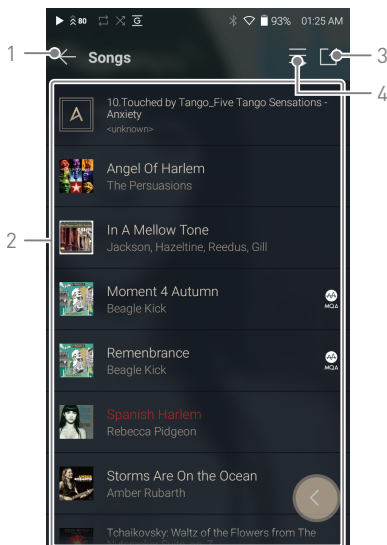 80 G 93% 01:25 AM
1 Songs 3
4
10.Touched by Tango_Five Tango Sensations -
Anxiety
<unknown>
Angel Of Harlem
The Persuasions
2
In A Mellow Tone
Jackson, Hazeltine, Reedus, Gill
Moment 4 Autumn
Beagle Kick
MQA
Remenbrance
Beagle Kick
MQA
Spanish Harlem
Rebecca Pidgeon
Storms Are On the Ocean
Amber Rubarth
Tchaikovsky: Waltz of the Flowers from The